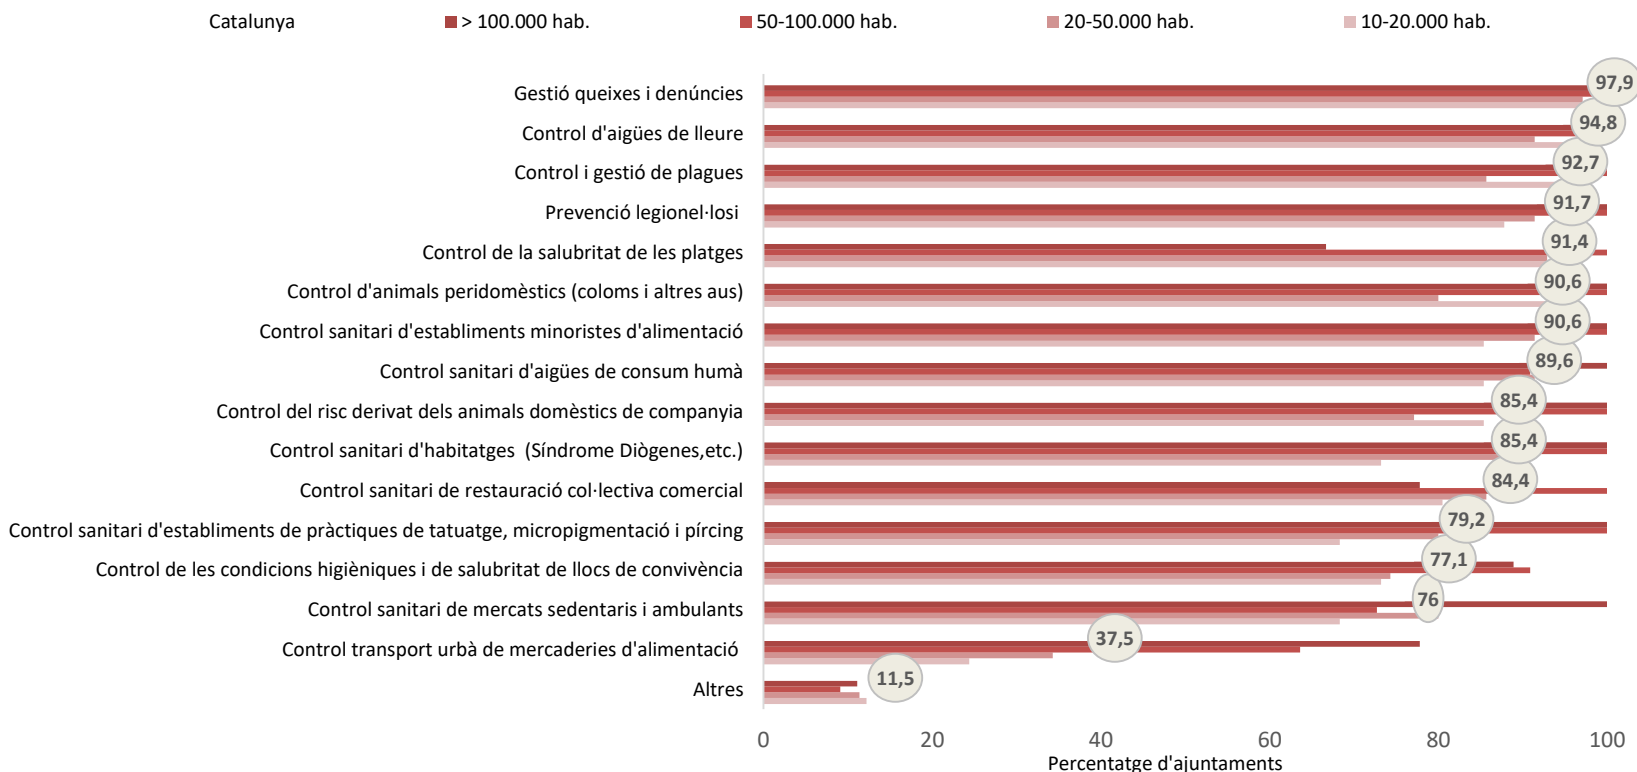 Catalunya > 100.000 hab. 50-100.000 hab. 20-50.000 hab. 10-20.000 hab.
Gestió queixes i denúncies 97,9
Control d'aigües de lleure 94,8
Control i gestió de plagues 92,7
Prevenció legionel·losi 91,7
Control de la salubritat de les platges 91,4
Control d'animals peridomèstics (coloms i altres aus) 90,6
Control sanitari d'establiments minoristes d'alimentació 90,6
Control sanitari d'aigües de consum humà 89,6
Control del risc derivat dels animals domèstics de companyia 85,4
Control sanitari d'habitatges (Síndrome Diògenes,etc.) 85,4
Control sanitari de restauració col·lectiva comercial 84,4
Control sanitari d'establiments de pràctiques de tatuatge, micropigmentació i pírcing 79,2
Control de les condicions higièniques i de salubritat de llocs de convivència 77,1
Control sanitari de mercats sedentaris i ambulants 76
Control transport urbà de mercaderies d'alimentació 37,5
Altres 11,5
0 20 40 60 80 100
Percentatge d'ajuntaments